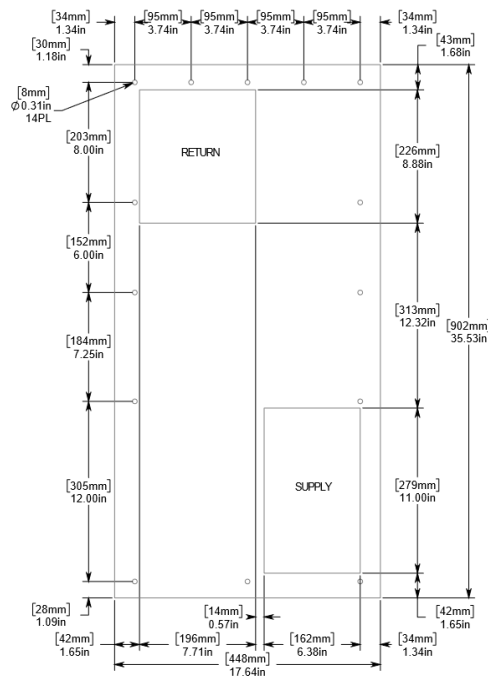 [34mm]
1.34in
[95mm]
3.74in
[95mm]
3.74in
[95mm]
3.74in
[95mm]
3.74in
[34mm]
1.34in
[30mm]
1.18in
[43mm]
1.68in
[8mm]
Ø0.31in
14PL
[203mm]
8.00in
RETURN
[226mm]
8.88in
[152mm]
6.00in
[313mm]
12.32in
[902mm]
35.53in
[184mm]
7.25in
[305mm]
12.00in
SUPPLY
[279mm]
11.00in
[28mm]
1.09in
[14mm]
0.57in
[42mm]
1.65in
[42mm]
1.65in
[196mm]
7.71in
[162mm]
6.38in
[34mm]
1.34in
[448mm]
17.64in